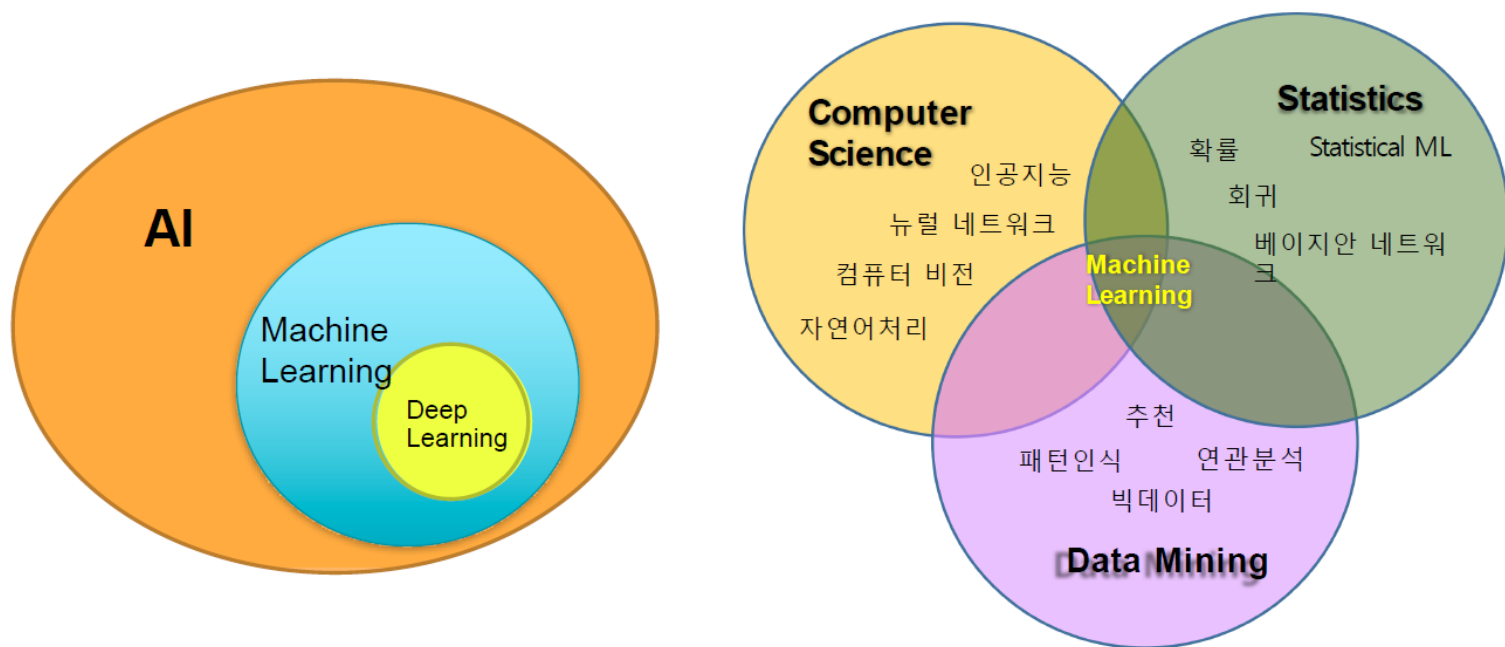 AI
Machine
Learning
Deep
Learning
Computer
Science
인공지능
뉴럴 네트워크
컴퓨터 비전
자연어처리
Statistics
확률
Statistical ML
회귀
베이지안 네트워
크
Machine
Learning
추천
패턴인식
연관분석
빅데이터
Data Mining